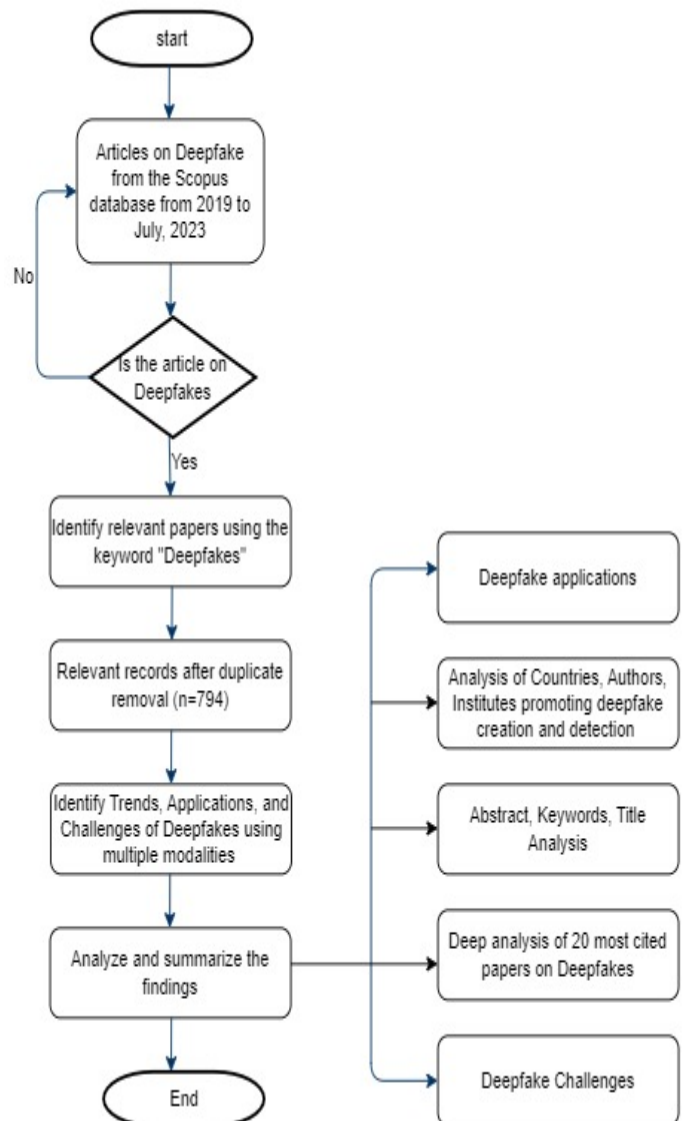 start
Articles on Deepfake
from the Scopus
database from 2019 to
July, 2023
No
Is the article on
Deepfakes
Yes
Identify relevant papers using the
keyword "Deepfakes"
Relevant records after duplicate
removal (n=794)
Identify Trends, Applications, and
Challenges of Deepfakes using
multiple modalities
Analyze and summarize the
findings
End
Deepfake applications
Analysis of Countries, Authors,
Institutes promoting deepfake
creation and detection
Abstract, Keywords, Title
Analysis
Deep analysis of 20 most cited
papers on Deepfakes
Deepfake Challenges